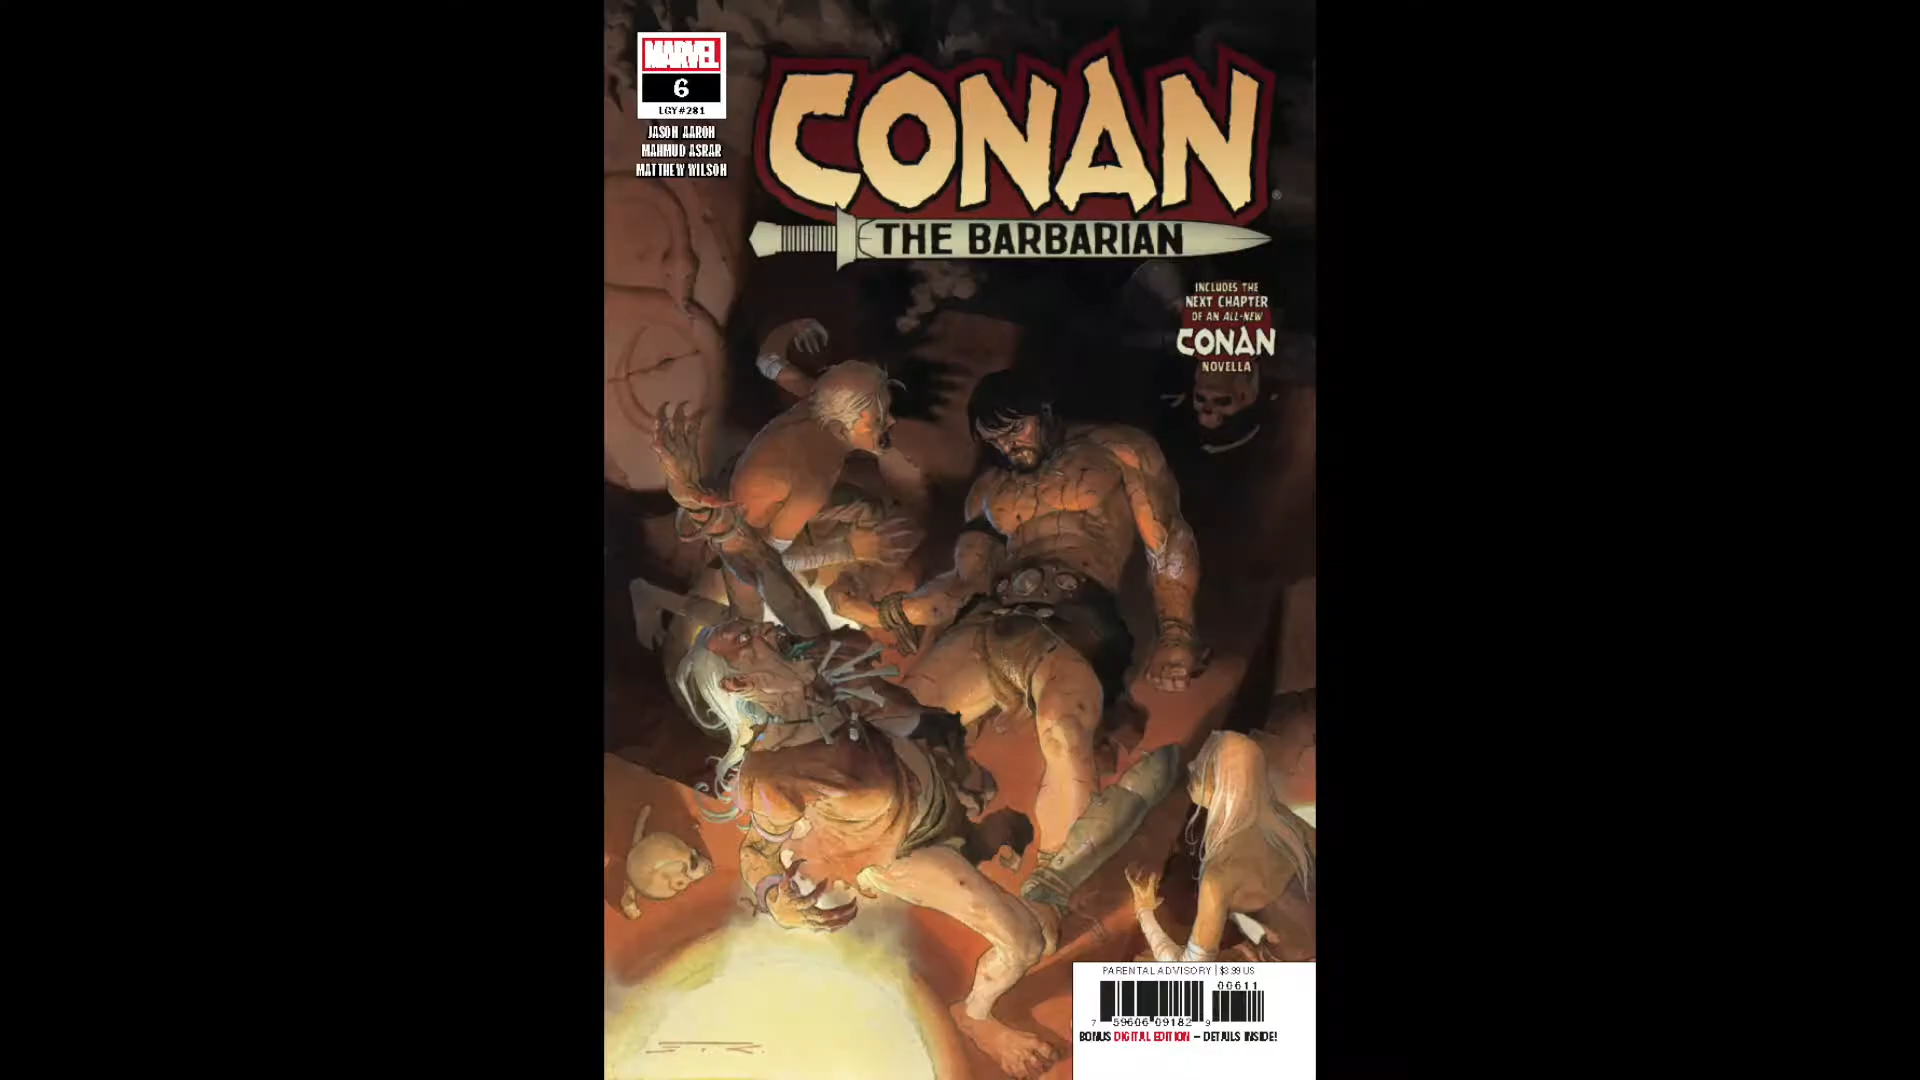 MARVEL
6
LGY#281
JASON AARON
MAHMUD ASRAR
MATTHEW WILSON
CONAN
THE BARBARIAN
INCLUDES THE
NEXT CHAPTER
OF AN ALL-NEW
CONAN
NOVELLA
PARENTAL ADVISORY | $3.99 US
00611
7 59606 09182 9
BONUS DIGITAL EDITION – DETAILS INSIDE!